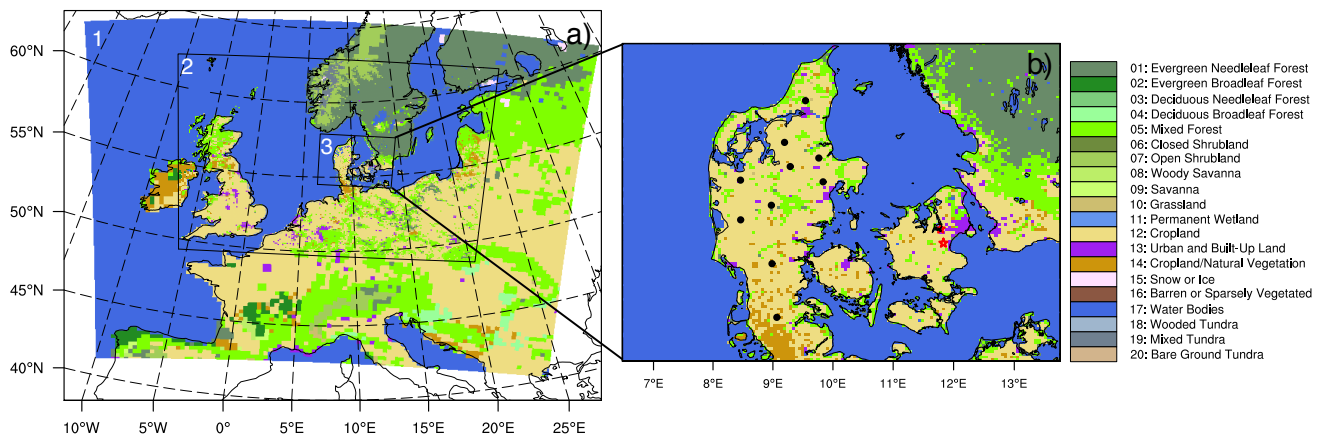 a)
1
2
3
60°N
55°N
50°N
45°N
40°N
10°W 5°W 0° 5°E 10°E 15°E 20°E 25°E
b)
7°E 8°E 9°E 10°E 11°E 12°E 13°E
01: Evergreen Needleleaf Forest
02: Evergreen Broadleaf Forest
03: Deciduous Needleleaf Forest
04: Deciduous Broadleaf Forest
05: Mixed Forest
06: Closed Shrubland
07: Open Shrubland
08: Woody Savanna
09: Savanna
10: Grassland
11: Permanent Wetland
12: Cropland
13: Urban and Built-Up Land
14: Cropland/Natural Vegetation
15: Snow or Ice
16: Barren or Sparsely Vegetated
17: Water Bodies
18: Wooded Tundra
19: Mixed Tundra
20: Bare Ground Tundra